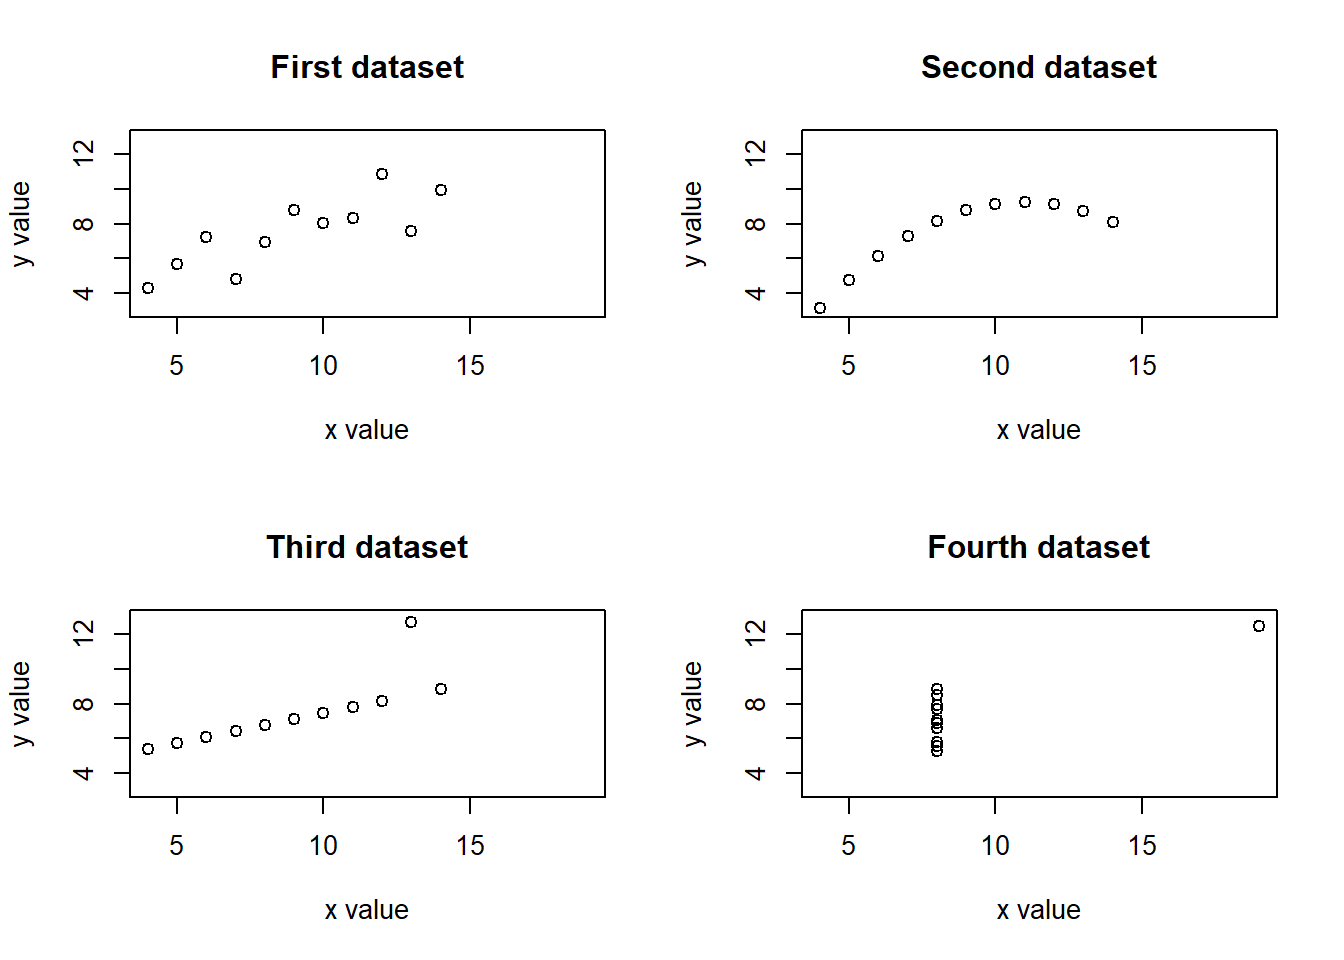 First dataset
y value
12
8
4
5 10 15
x value
Second dataset
y value
12
8
4
5 10 15
x value
Third dataset
y value
12
8
4
5 10 15
x value
Fourth dataset
y value
12
8
4
5 10 15
x value